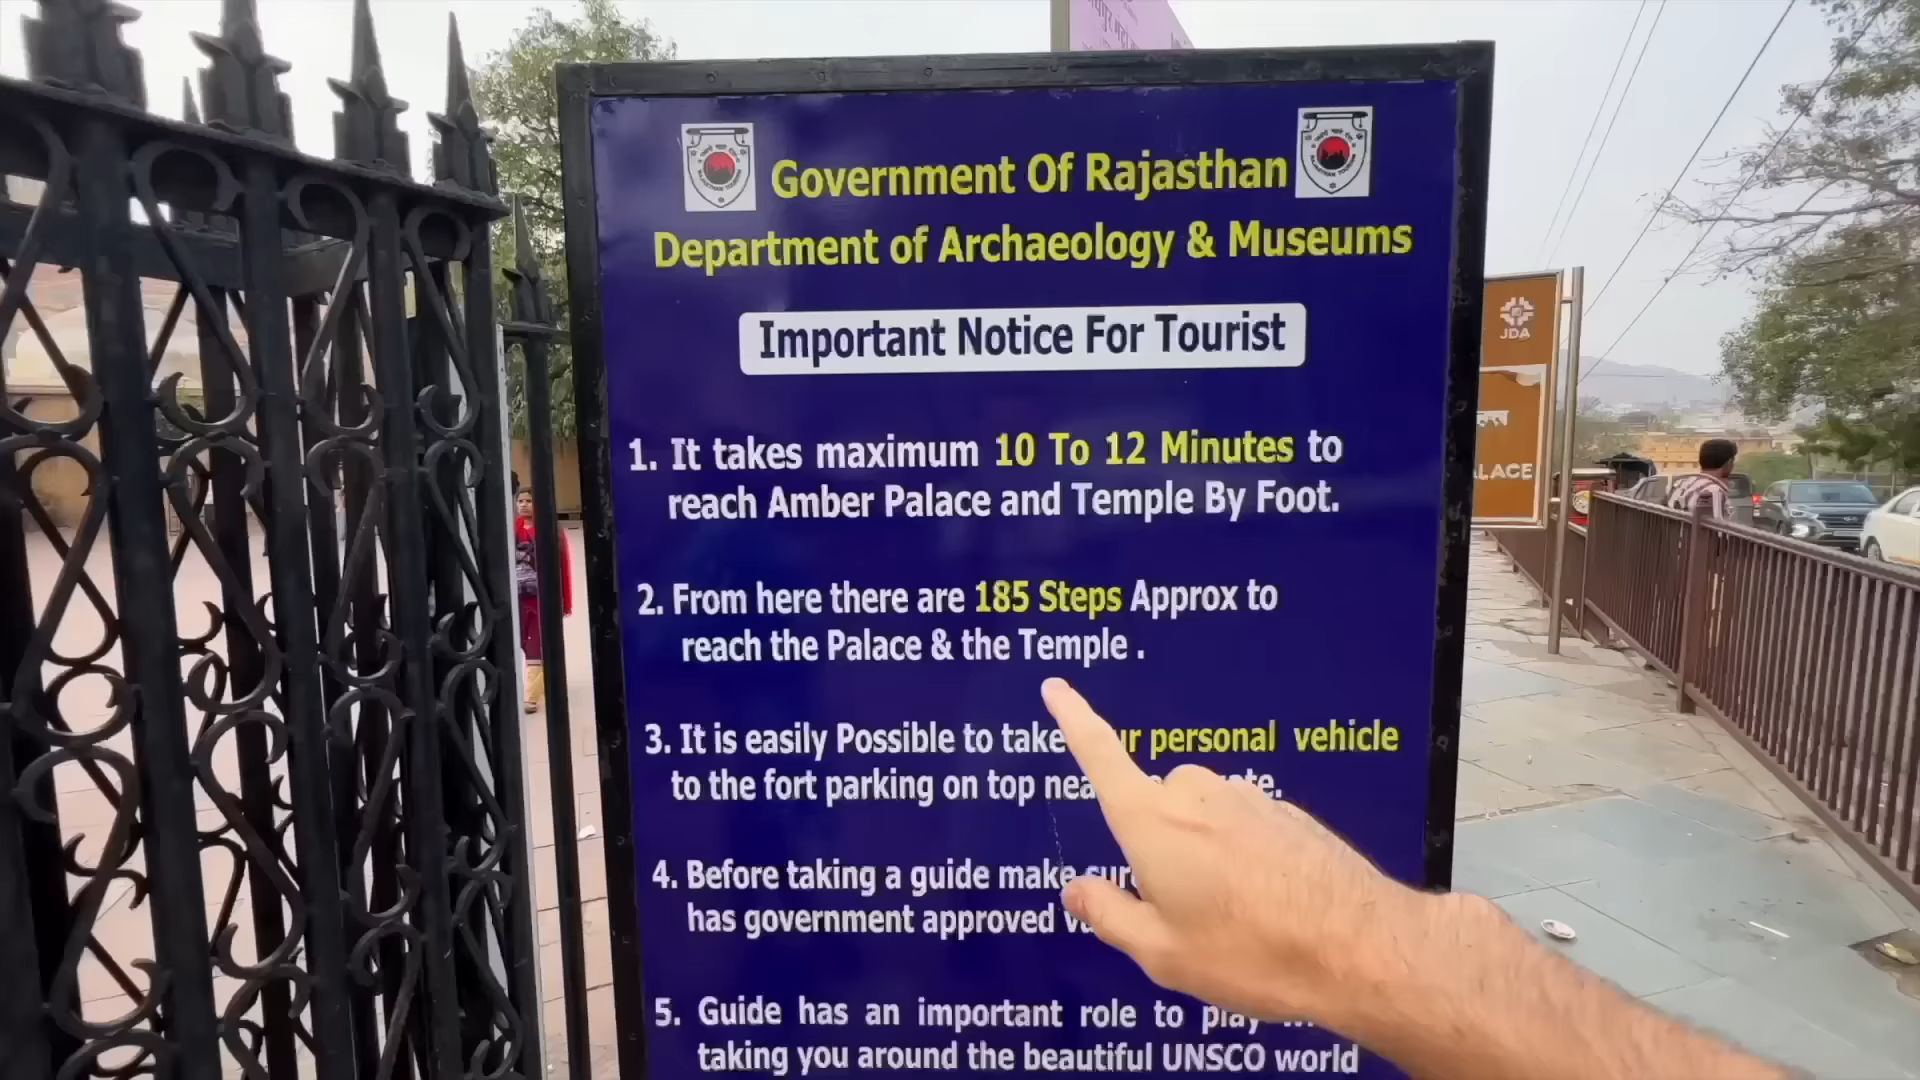 Government Of Rajasthan
Department of Archaeology & Museums
Important Notice For Tourist
1. It takes maximum 10 To 12 Minutes to
reach Amber Palace and Temple By Foot.
2. From here there are 185 Steps Approx to
reach the Palace & the Temple .
3. It is easily Possible to take personal vehicle
to the fort parking on top
4. Before taking a guide make
has government approved
5. Guide has an important role to play
taking you around the beautiful UNSCO world
JDA